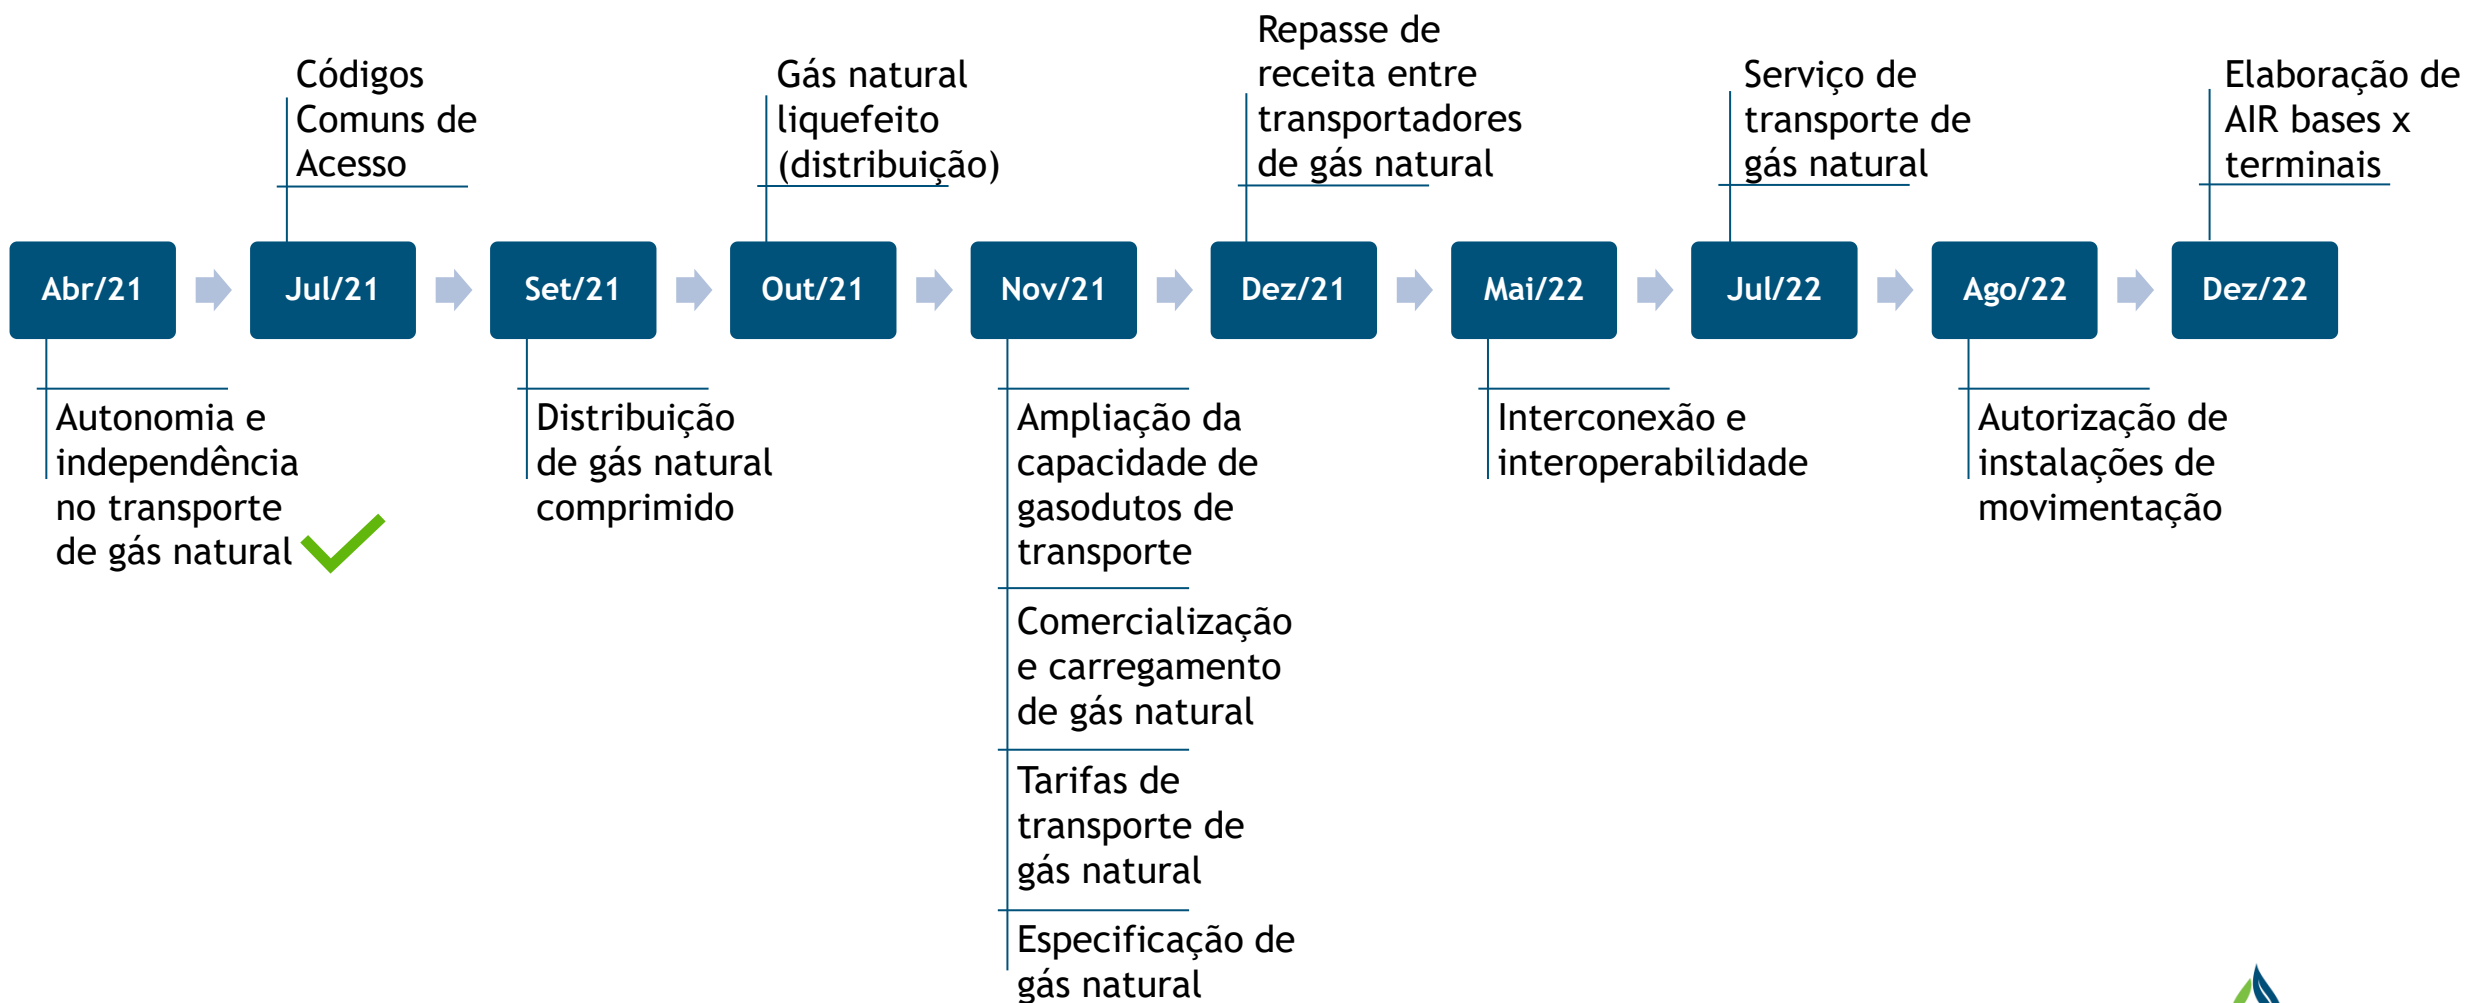 Códigos
Comuns de
Acesso
Gás natural
liquefeito
(distribuição)
Repasse de
receita entre
transportadores
de gás natural
Serviço de
transporte de
gás natural
Elaboração de
AIR bases x
terminais
Abr/21
Jul/21
Set/21
Out/21
Nov/21
Dez/21
Mai/22
Jul/22
Ago/22
Dez/22
Autonomia e
independência
no transporte
de gás natural
Distribuição
de gás natural
comprimido
Ampliação da
capacidade de
gasodutos de
transporte
Comercialização
e carregamento
de gás natural
Tarifas de
transporte de
gás natural
Especificação de
gás natural
Interconexão e
interoperabilidade
Autorização de
instalações de
movimentação